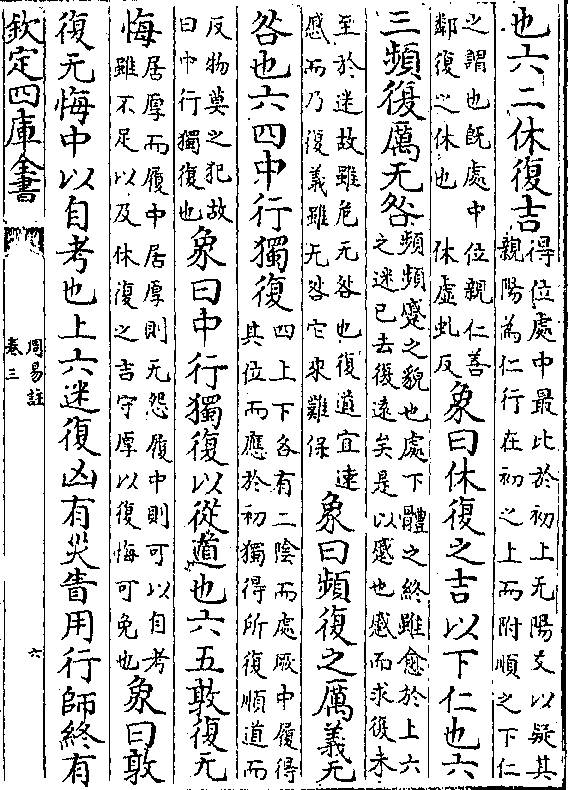 也六二休復吉得位處中最比於初上无陽爻以疑其親陽為仁行在初之上而附順之下仁
之謂也既處中位親仁善鄰復之休也 休虛虬反象曰休復之吉以下仁也六
三頻復厲无咎頻頻蹙之貌也處下體之終雖愈於上六之迷已去復遠矣是以感也感而求復未
至於迷故雖危无咎也復道宜速感而乃復義雖无咎它來難保象曰頻復之厲義无
咎也六四中行獨復四上下各有二陰而處厥中履得其位而應於初獨得所復順道而
反物莫之犯故曰中行獨復也象曰中行獨復以從道也六五敦復无
悔居厚而履中居厚則无怨履中則可以自考雖不足以及休復之吉守厚以復悔可免也象曰敦
復无悔中以自考也上六迷復凶有災眚用行師終有
欽定四庫全書
周易註
卷三
六